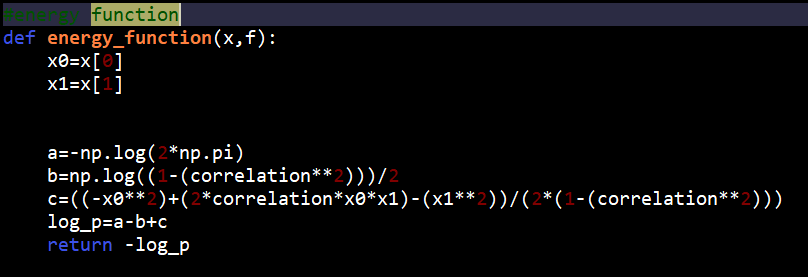 #energy function
def energy_function(x,f):
    x0=x[0]
    x1=x[1]
    a=-np.log(2*np.pi)
    b=np.log((1-(correlation**2)))/2
    c=((-x0**2)+(2*correlation*x0*x1)-(x1**2))/(2*(1-(correlation**2)))
    log_p=a-b+c
    return -log_p